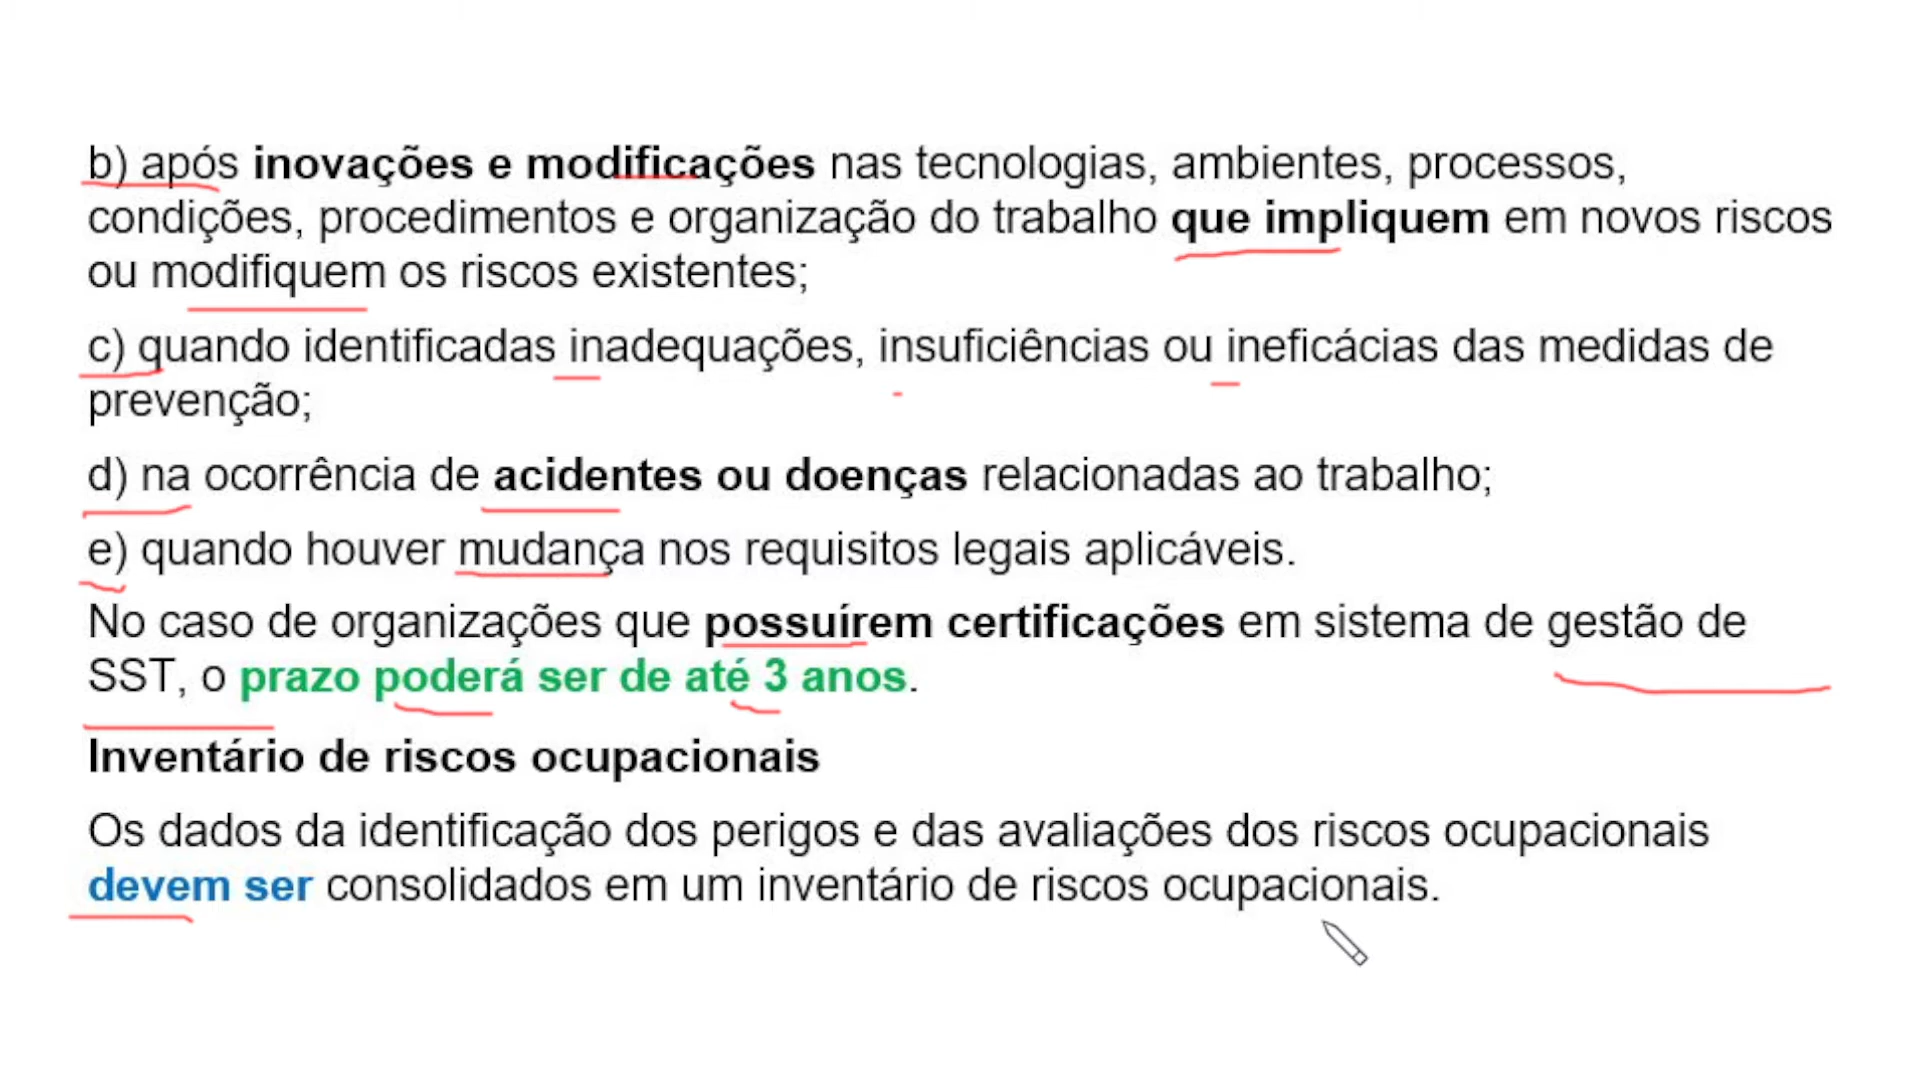 b) após inovações e modificações nas tecnologias, ambientes, processos,
condições, procedimentos e organização do trabalho que impliquem em novos riscos
ou modifiquem os riscos existentes;
c) quando identificadas inadequações, insuficiências ou ineficácias das medidas de
prevenção;
d) na ocorrência de acidentes ou doenças relacionadas ao trabalho;
e) quando houver mudança nos requisitos legais aplicáveis.
No caso de organizações que possuírem certificações em sistema de gestão de
SST, o prazo poderá ser de até 3 anos.
Inventário de riscos ocupacionais
Os dados da identificação dos perigos e das avaliações dos riscos ocupacionais
devem ser consolidados em um inventário de riscos ocupacionais.